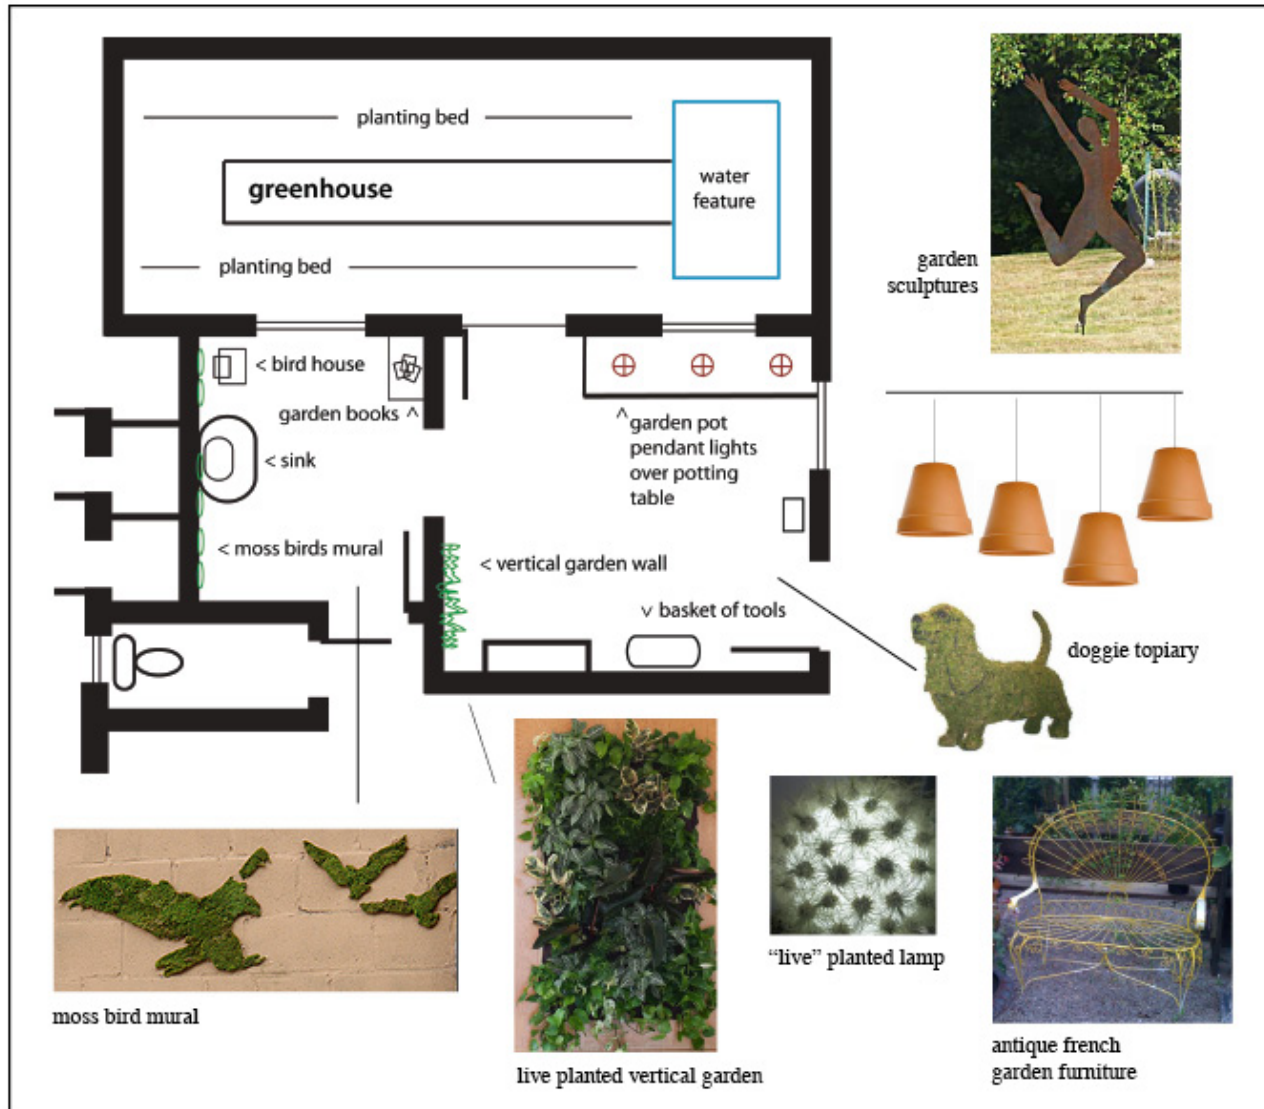 planting bed
greenhouse
water
feature
planting bed
< bird house
garden books ^
< sink
< moss birds mural
^
garden pot
pendant lights
over potting
table
< vertical garden wall
v basket of tools
garden
sculptures
doggie topiary
moss bird mural
live planted vertical garden
“live” planted lamp
antique french
garden furniture